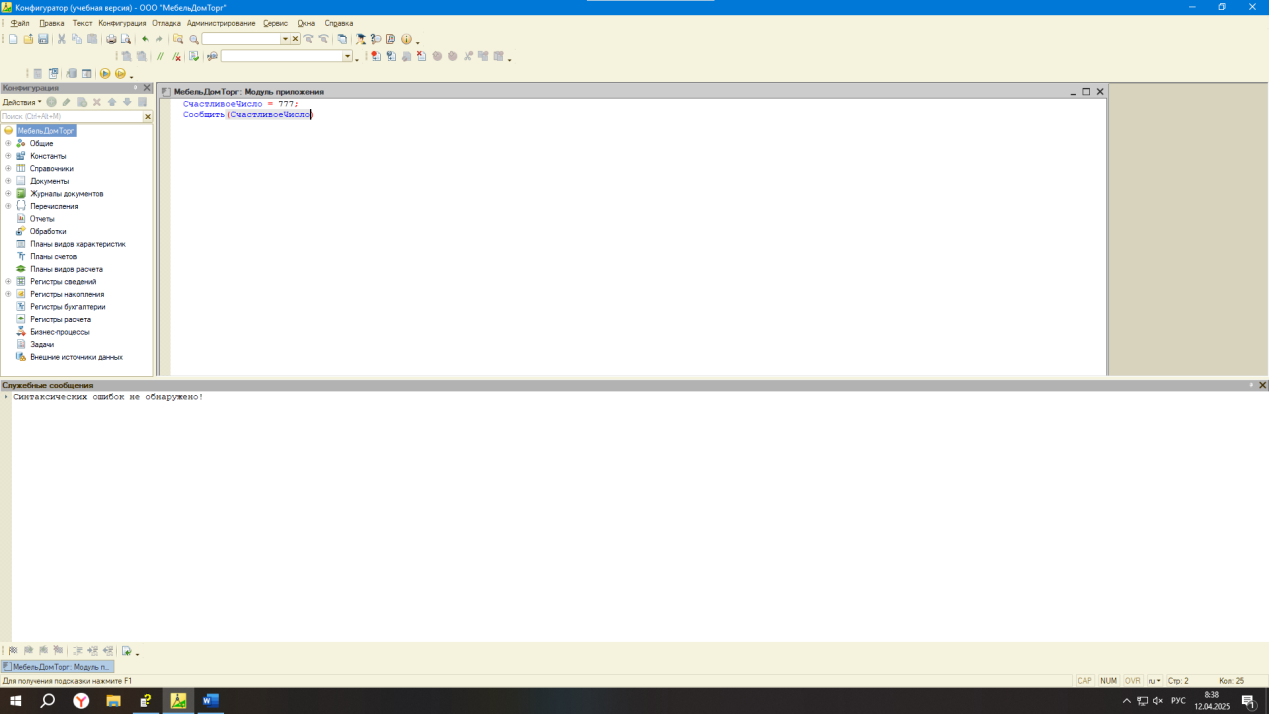 Конфигуратор (учебная версия) - ООО "МебельДомТорг"
Файл Правка Текст Конфигурация Отладка Администрирование Сервис Окна Справка
Конфигурация
Действия
Поиск (Ctrl+Alt+M)
МебельДомТорг
Общие
Константы
Справочники
Документы
Журналы документов
Перечисления
Отчеты
Обработки
Планы видов характеристик
Планы счетов
Планы видов расчета
Регистры сведений
Регистры накопления
Регистры бухгалтерии
Регистры расчета
Бизнес-процессы
Задачи
Внешние источники данных
МебельДомТорг: Модуль приложения
СчастливоеЧисло = 777;
Сообщить(СчастливоеЧисло)
Служебные сообщения
Синтаксических ошибок не обнаружено!
МебельДомТорг: Модуль п...
Для получения подсказки нажмите F1
CAP NUM OVR ru Стр: 2 Кол: 25
РУС 8:38
12.04.2025
1